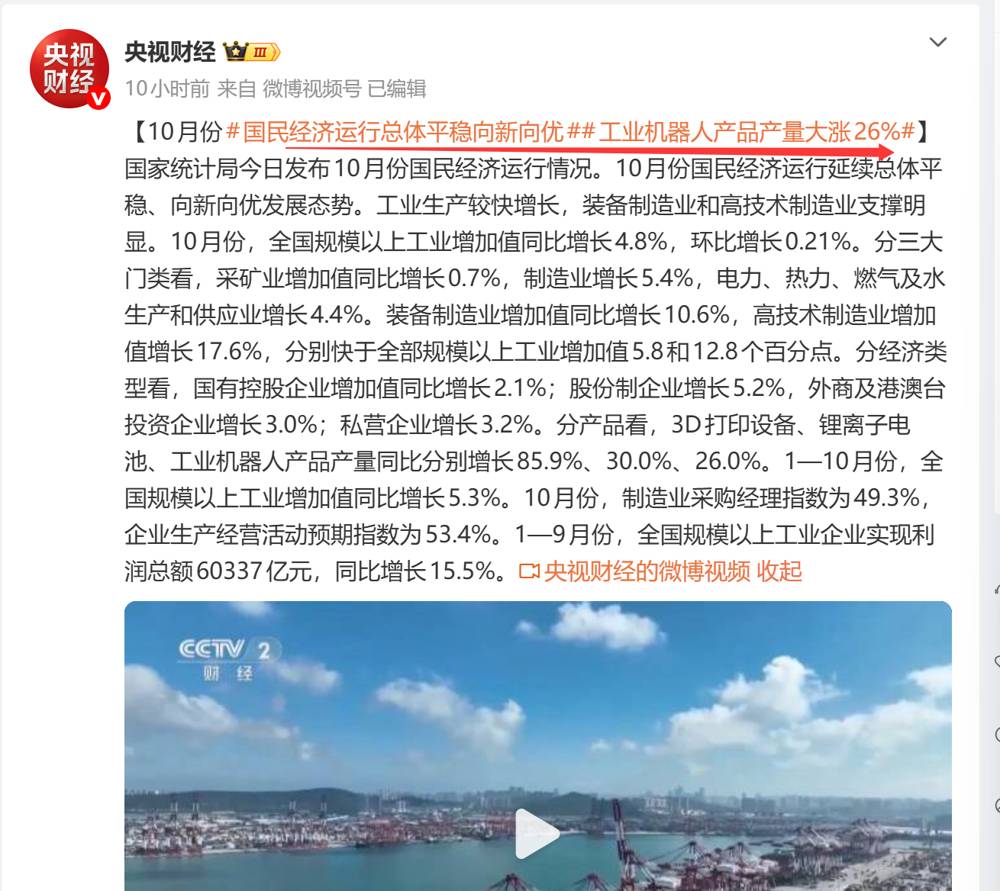 央视
财经
央视财经 III
10小时前 来自 微博视频号 已编辑
【10月份#国民经济运行总体平稳向新向优##工业机器人产品产量大涨26%#】
国家统计局今日发布10月份国民经济运行情况。10月份国民经济运行延续总体平
稳、向新向优发展态势。工业生产较快增长，装备制造业和高技术制造业支撑明
显。10月份，全国规模以上工业增加值同比增长4.8%，环比增长0.21%。分三大
门类看，采矿业增加值同比增长0.7%，制造业增长5.4%，电力、热力、燃气及水
生产和供应业增长4.4%。装备制造业增加值同比增长10.6%，高技术制造业增加
值增长17.6%，分别快于全部规模以上工业增加值5.8和12.8个百分点。分经济类
型看，国有控股企业增加值同比增长2.1%；股份制企业增长5.2%，外商及港澳台
投资企业增长3.0%；私营企业增长3.2%。分产品看，3D打印设备、锂离子电
池、工业机器人产品产量同比分别增长85.9%、30.0%、26.0%。1—10月份，全
国规模以上工业增加值同比增长5.3%。10月份，制造业采购经理指数为49.3%，
企业生产经营活动预期指数为53.4%。1—9月份，全国规模以上工业企业实现利
润总额60337亿元，同比增长15.5%。央视财经的微博视频 收起
CCTV 2
财 经